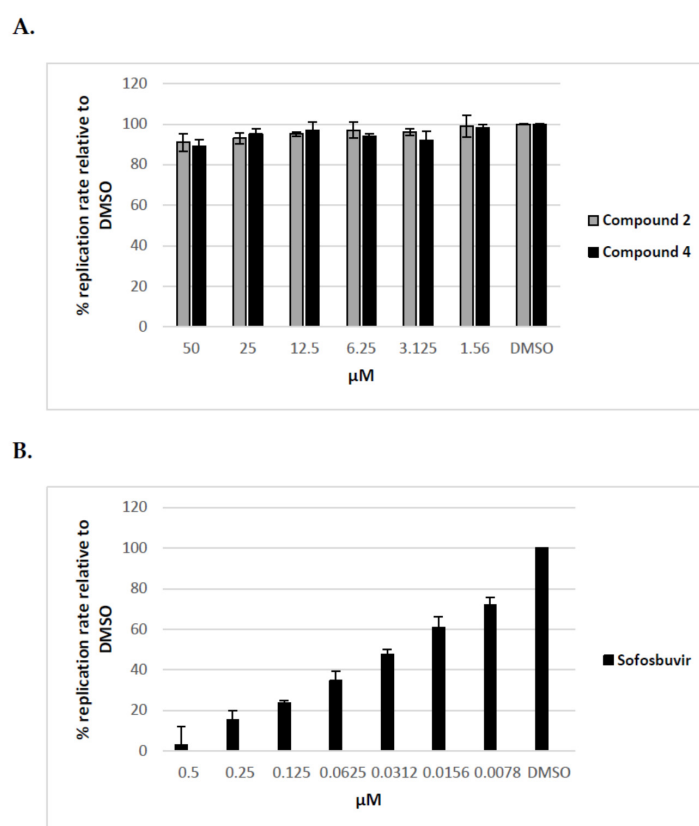 A.
% replication rate relative to
DMSO
120
100
80
60
40
20
0
50 25 12.5 6.25 3.125 1.56 DMSO
µM
Compound 2
Compound 4
B.
% replication rate relative to
DMSO
120
100
80
60
40
20
0
0.5 0.25 0.125 0.0625 0.0312 0.0156 0.0078 DMSO
µM
Sofosbuvir